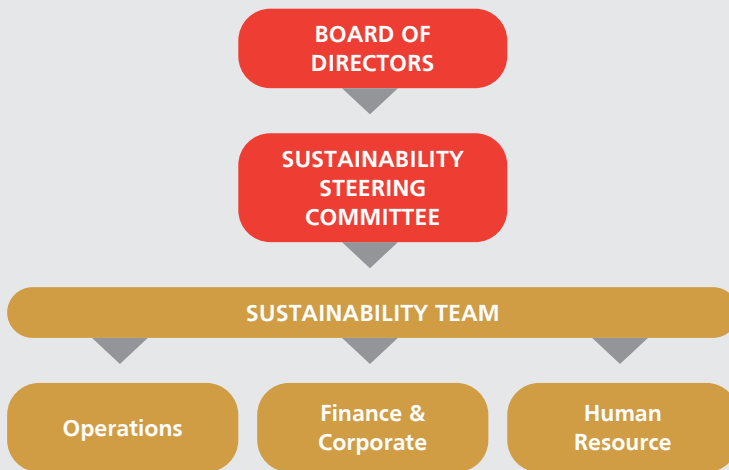 BOARD OF
DIRECTORS
SUSTAINABILITY
STEERING
COMMITTEE
SUSTAINABILITY TEAM
Operations
Finance &
Corporate
Human
Resource